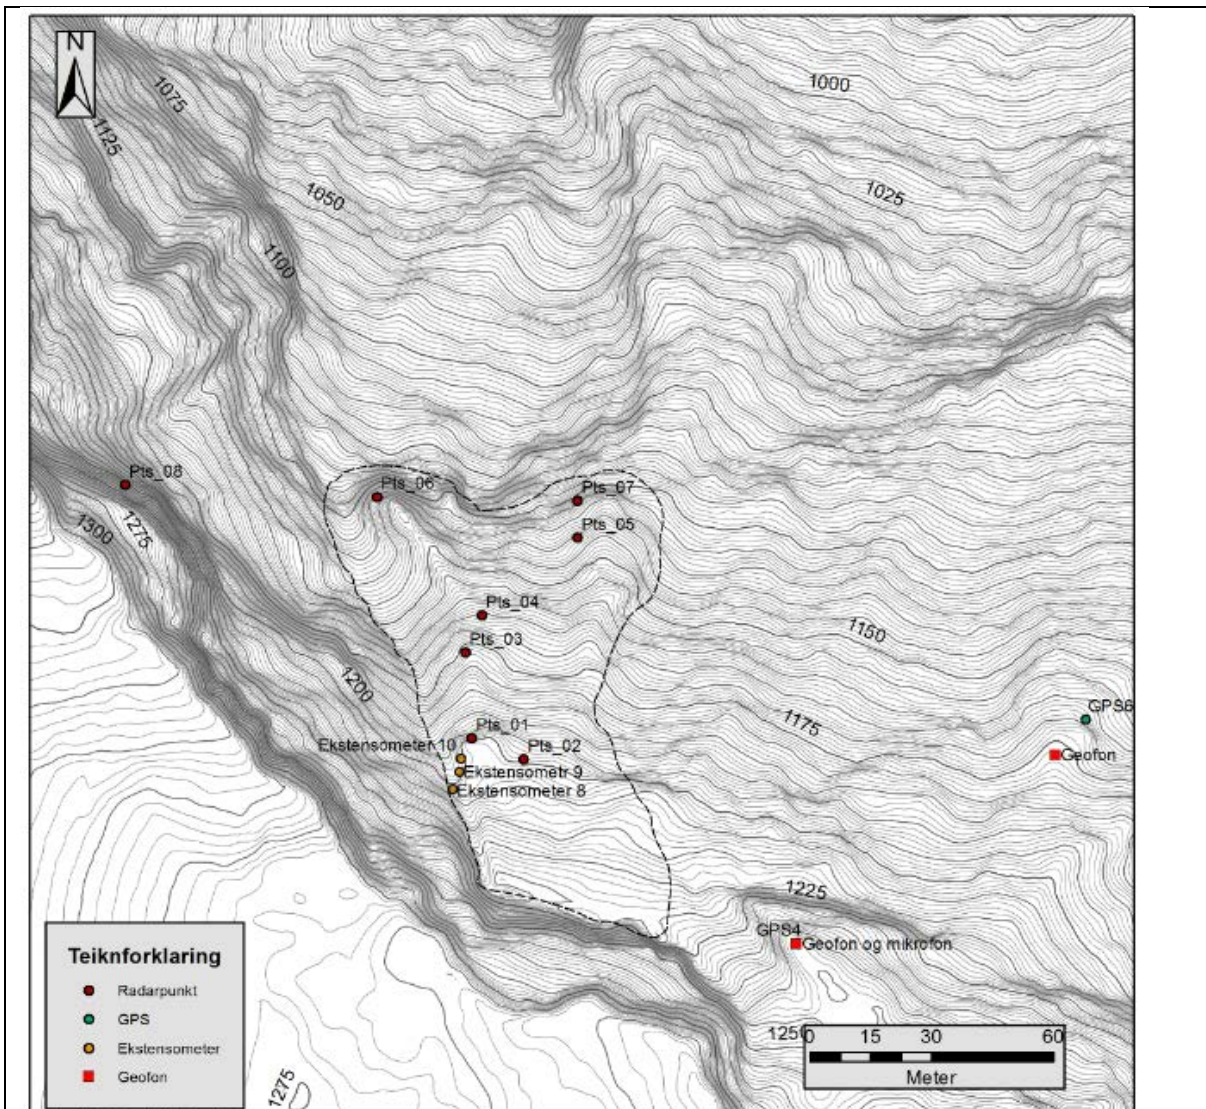 N
1000
1075
1125
1050
1025
1100
Pts_08
Pts_06
Pts_07
1275
1300
Pts_05
Pts_04
1150
Pts_03
1200
GPS6
1175
Pts_01
Ekstensometer 10
Pts_02
Geofon
Ekstensometr 9
Ekstensometer 8
1225
GPS4
Geofon og mikrofon
Teiknforklaring
Radarpunkt
GPS
Ekstensometer
Geofon
1250
0 15 30 60
Meter
1275